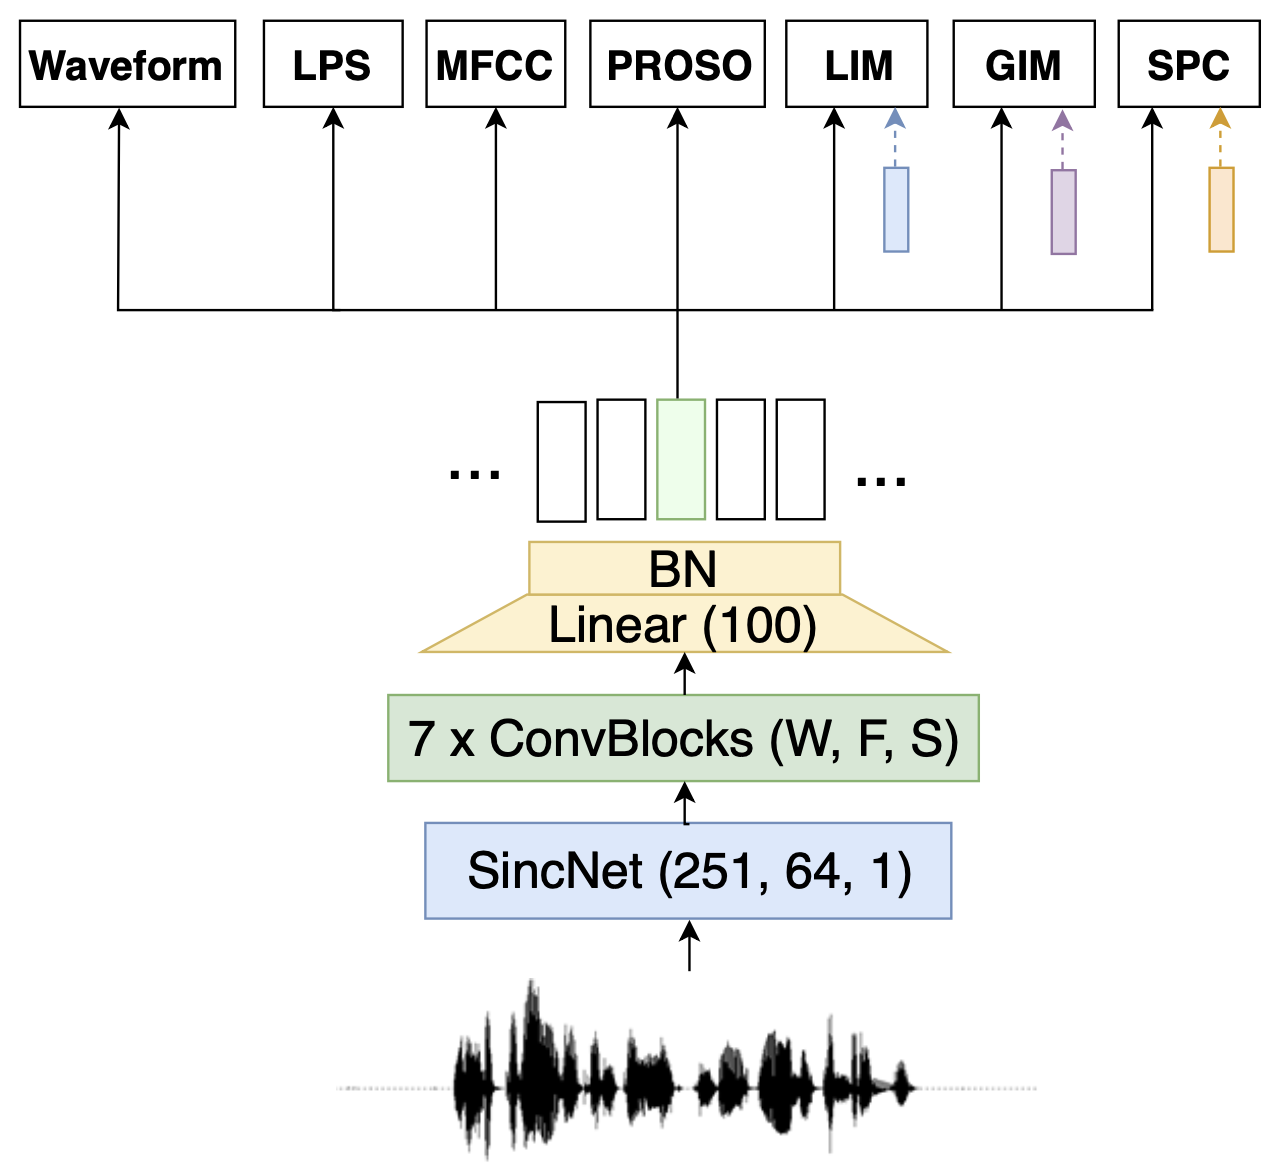 Waveform LPS MFCC PROSO LIM GIM SPC
... ...
BN
Linear (100)
7 x ConvBlocks (W, F, S)
SincNet (251, 64, 1)